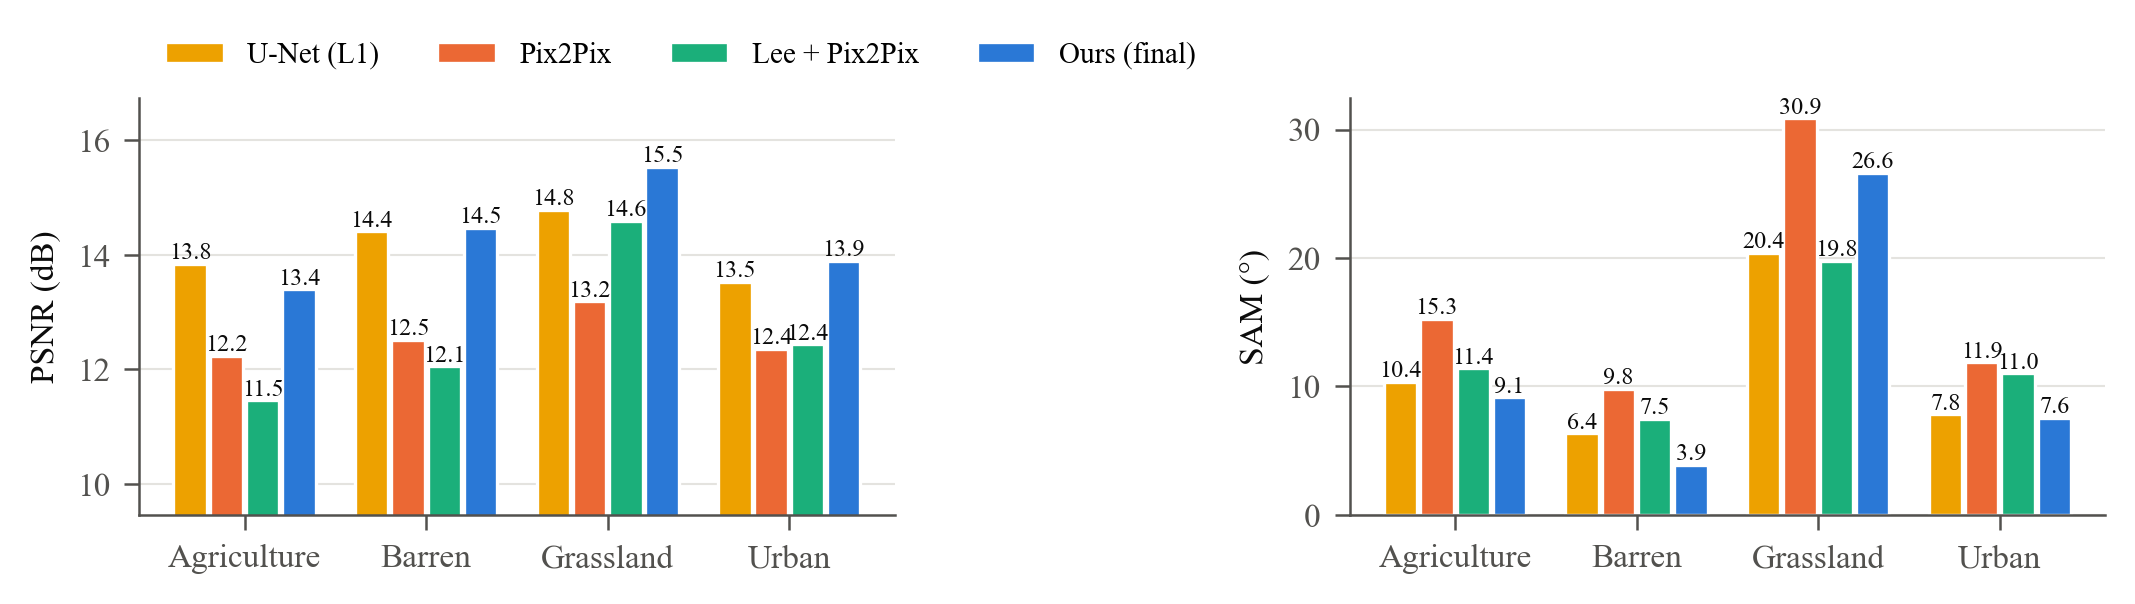 U-Net (L1) Pix2Pix Lee + Pix2Pix Ours (final)
PSNR (dB)
16
14
12
10
13.8 12.2 11.5 13.4
14.4 12.5 12.1 14.5
14.8 13.2 14.6 15.5
13.5 12.4 12.4 13.9
Agriculture Barren Grassland Urban
SAM (°)
30
20
10
0
10.4 15.3 11.4 9.1
6.4 9.8 7.5 3.9
20.4 30.9 19.8 26.6
7.8 11.9 11.0 7.6
Agriculture Barren Grassland Urban